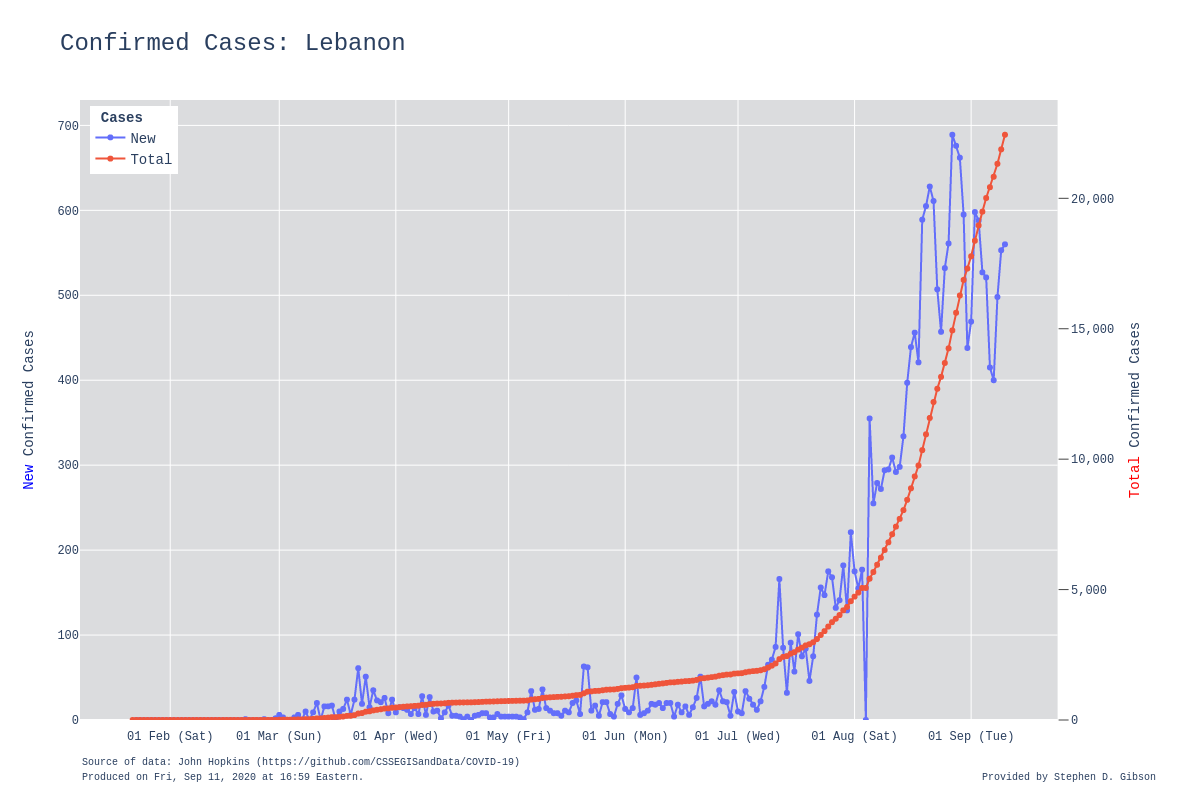 Confirmed Cases: Lebanon
Cases
New
Total
700
600
500
400
300
200
100
0
20,000
15,000
10,000
5,000
0
New Confirmed Cases
Total Confirmed Cases
01 Feb (Sat)
01 Mar (Sun)
01 Apr (Wed)
01 May (Fri)
01 Jun (Mon)
01 Jul (Wed)
01 Aug (Sat)
01 Sep (Tue)
Source of data: John Hopkins (https://github.com/CSSEGISandData/COVID-19)
Produced on Fri, Sep 11, 2020 at 16:59 Eastern.
Provided by Stephen D. Gibson